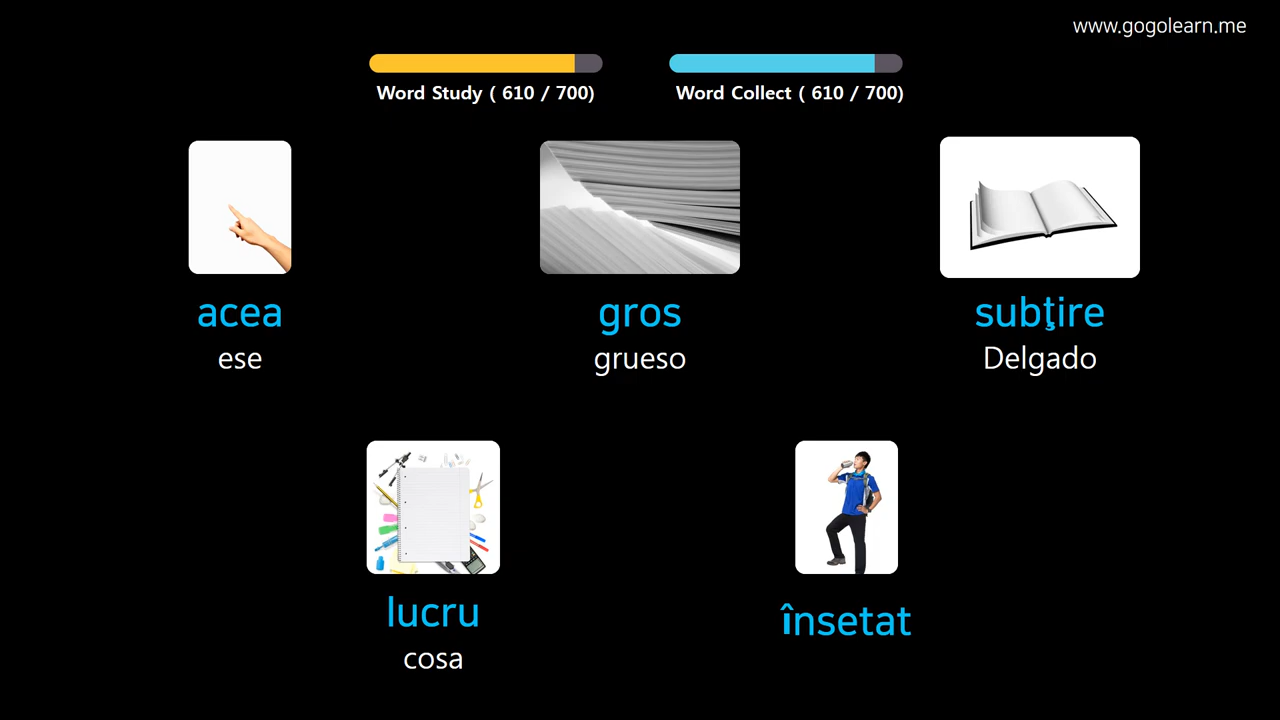 www.gogolearn.me
Word Study ( 610 / 700)
Word Collect ( 610 / 700)
acea
ese
gros
grueso
subţire
Delgado
lucru
cosa
însetat